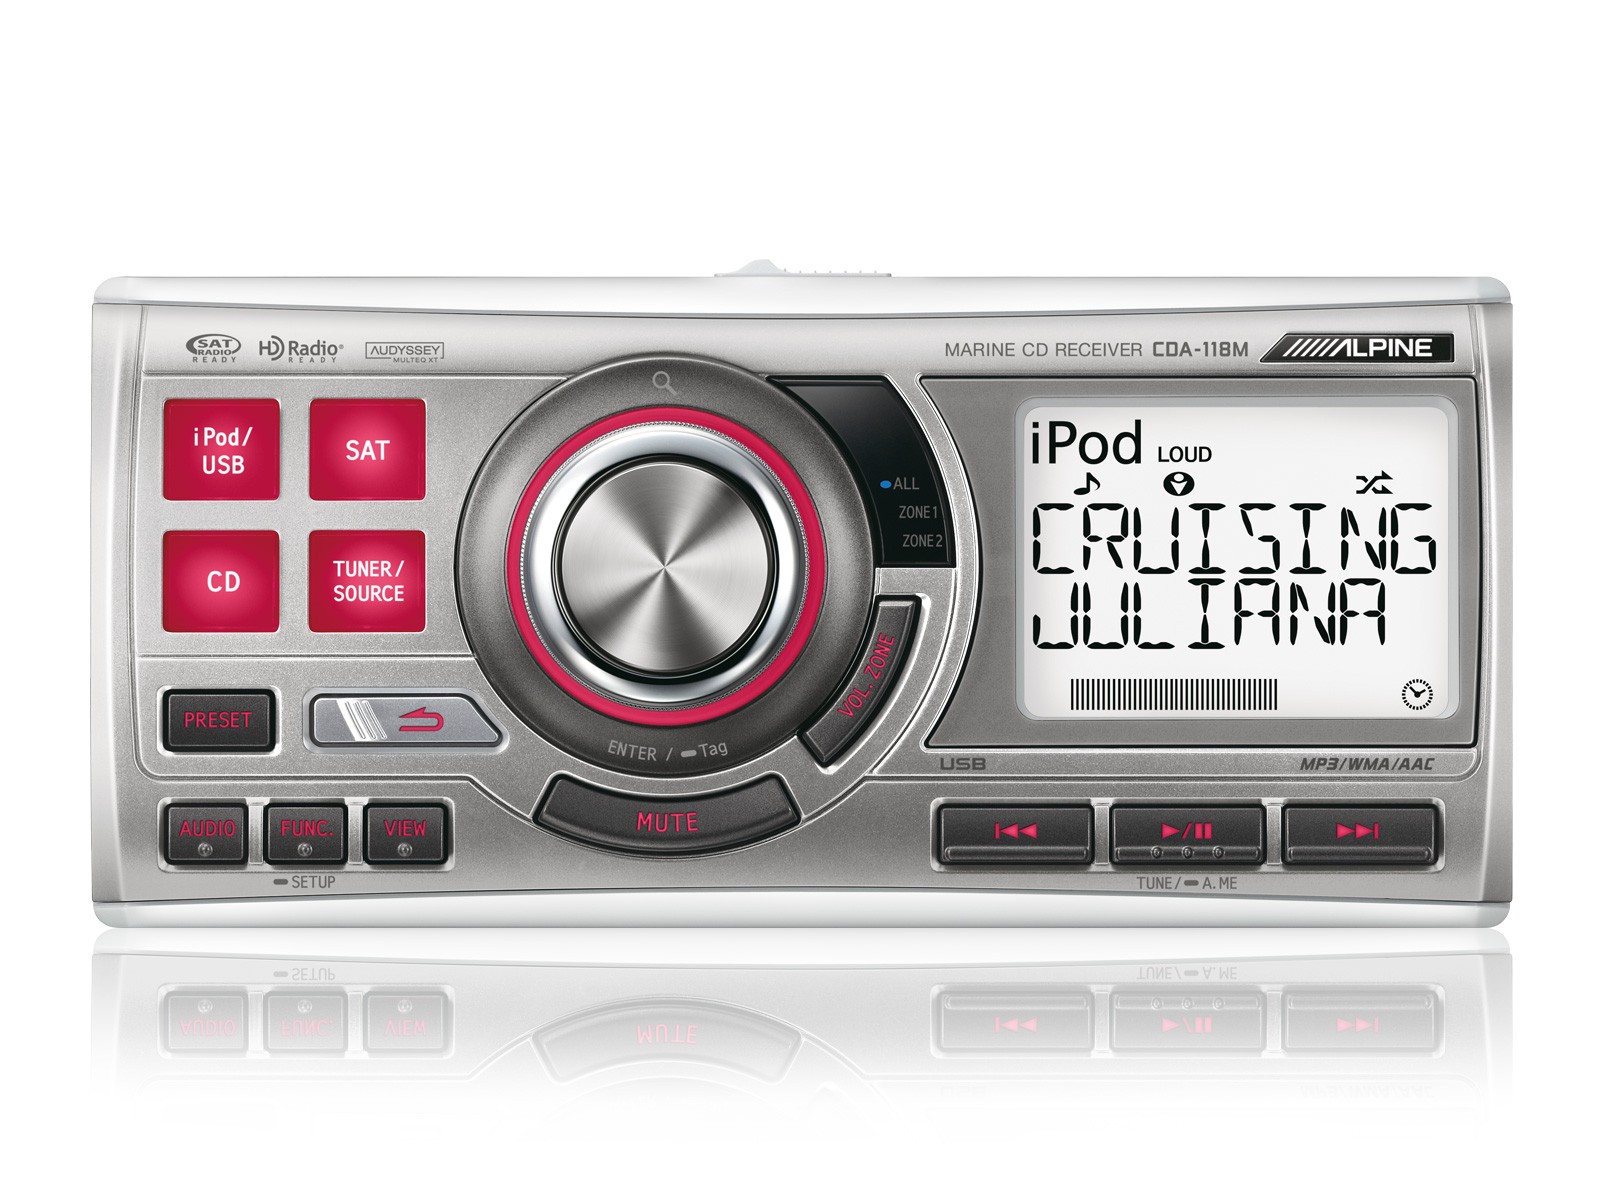 SAT
RADIO
READY
HD Radio®
READY
AUDYSSEY
MULTEQ XT
MARINE CD RECEIVER CDA-118M
ALPINE
iPod/
USB
SAT
CD
TUNER/
SOURCE
ALL
ZONE1
ZONE2
iPod LOUD
CRUISING
JULIANA
VOL. ZONE
PRESET
ENTER / Tag
MUTE
USB
MP3/WMA/AAC
AUDIO
FUNC.
VIEW
SETUP
TUNE/ A.ME